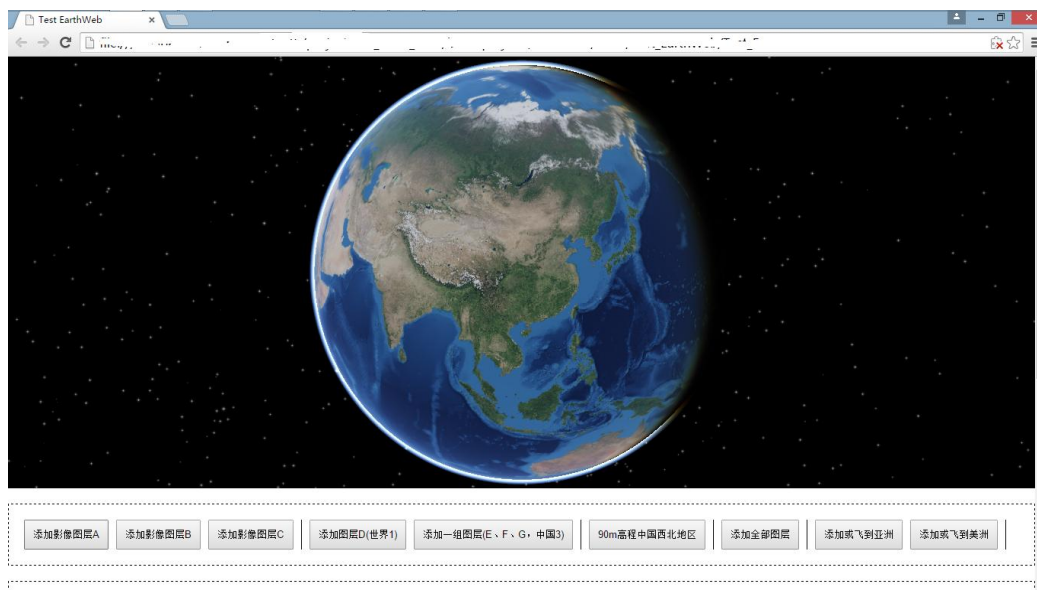 Test EarthWeb
添加影像图层A 添加影像图层B 添加影像图层C 添加图层D(世界1) 添加一组图层(E、F、G，中国3) 90m高程中国西北地区 添加全部图层 添加或飞到亚洲 添加或飞到美洲